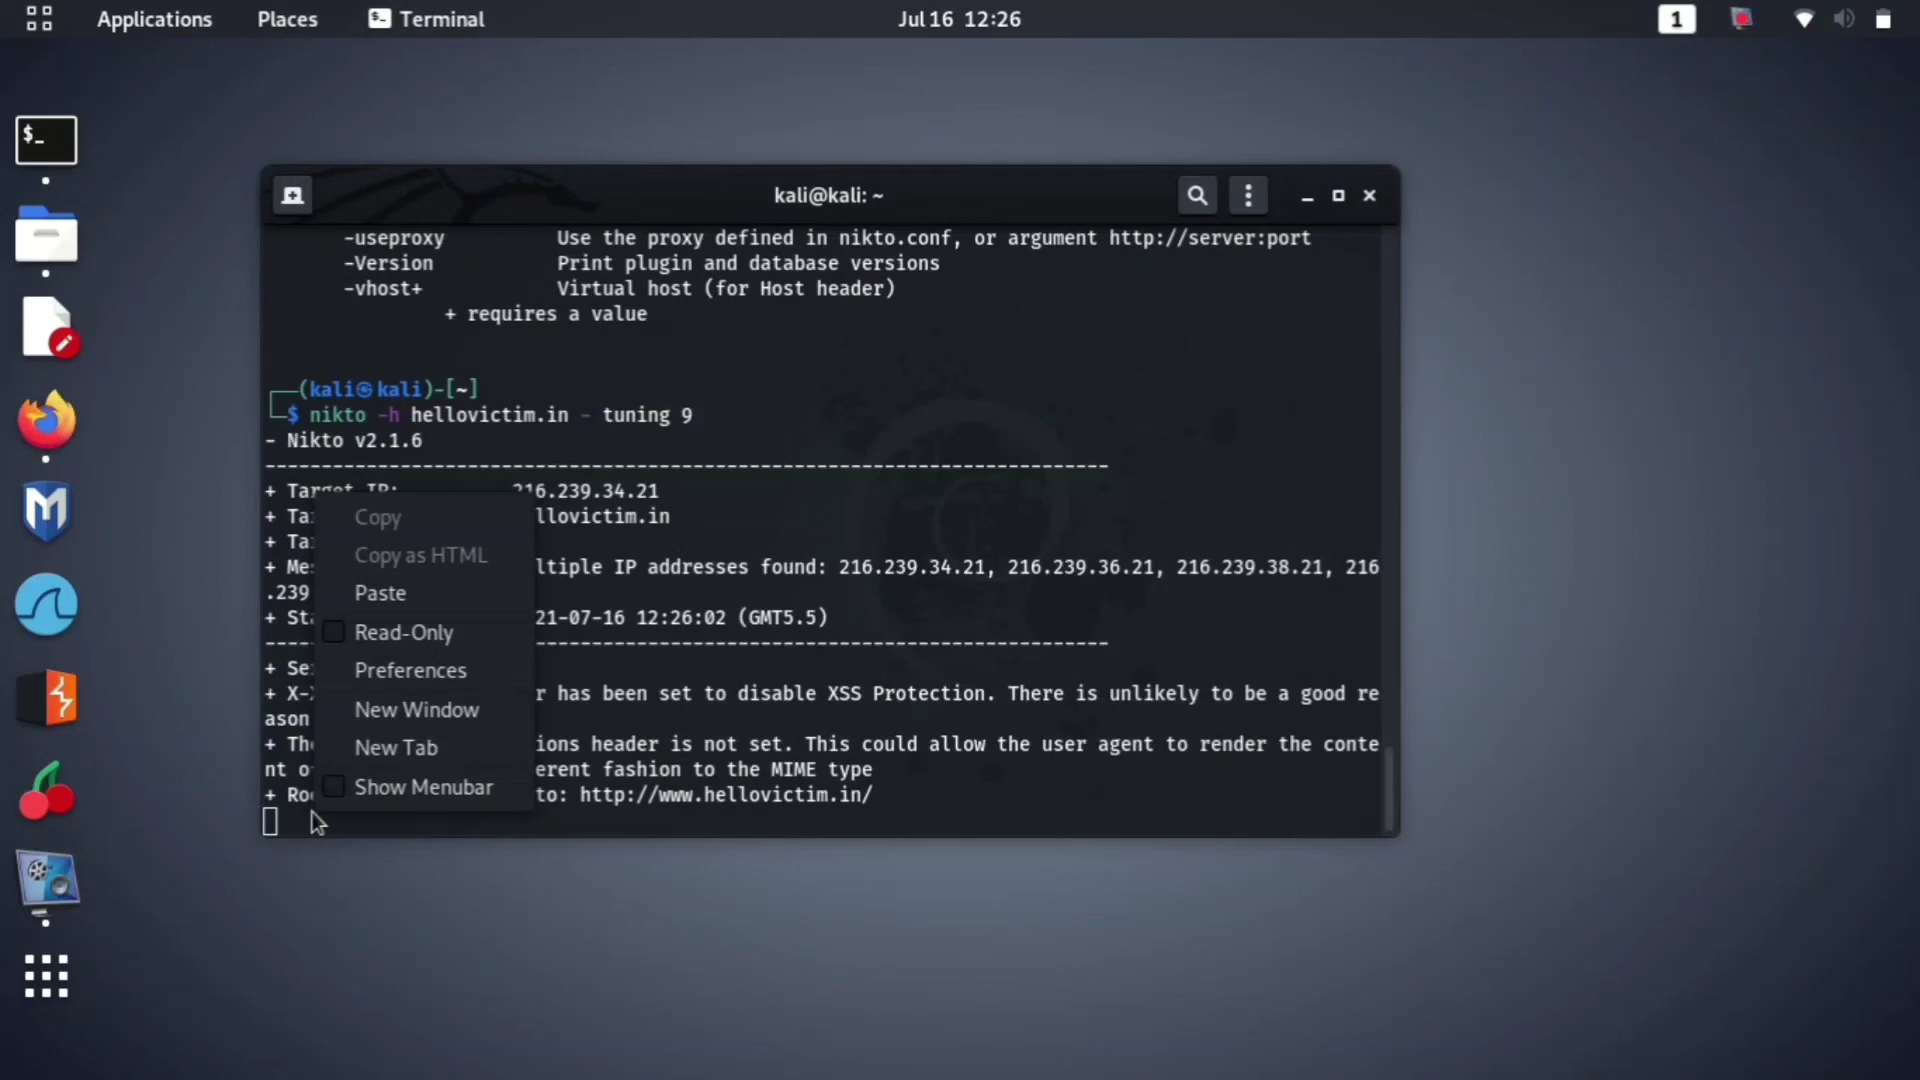 Applications Places Terminal Jul 16 12:26 1
$_
kali@kali: ~
-useproxy Use the proxy defined in nikto.conf, or argument http://server:port
-Version Print plugin and database versions
-vhost+ Virtual host (for Host header)
+ requires a value
(kali㉿kali)-[~]
$ nikto -h hellovictim.in - tuning 9
- Nikto v2.1.6
---------------------------------------------------------------------------
+ Target IP: 216.239.34.21
+ Ta llovictim.in
+ Ta
+ Me ltiple IP addresses found: 216.239.34.21, 216.239.36.21, 216.239.38.21, 216
.239
+ St 21-07-16 12:26:02 (GMT5.5)
---------------------------------------------------------------------------
+ Se
+ X- r has been set to disable XSS Protection. There is unlikely to be a good re
ason
+ Th ions header is not set. This could allow the user agent to render the conte
nt o erent fashion to the MIME type
+ Ro to: http://www.hellovictim.in/
Copy
Copy as HTML
Paste
Read-Only
Preferences
New Window
New Tab
Show Menubar